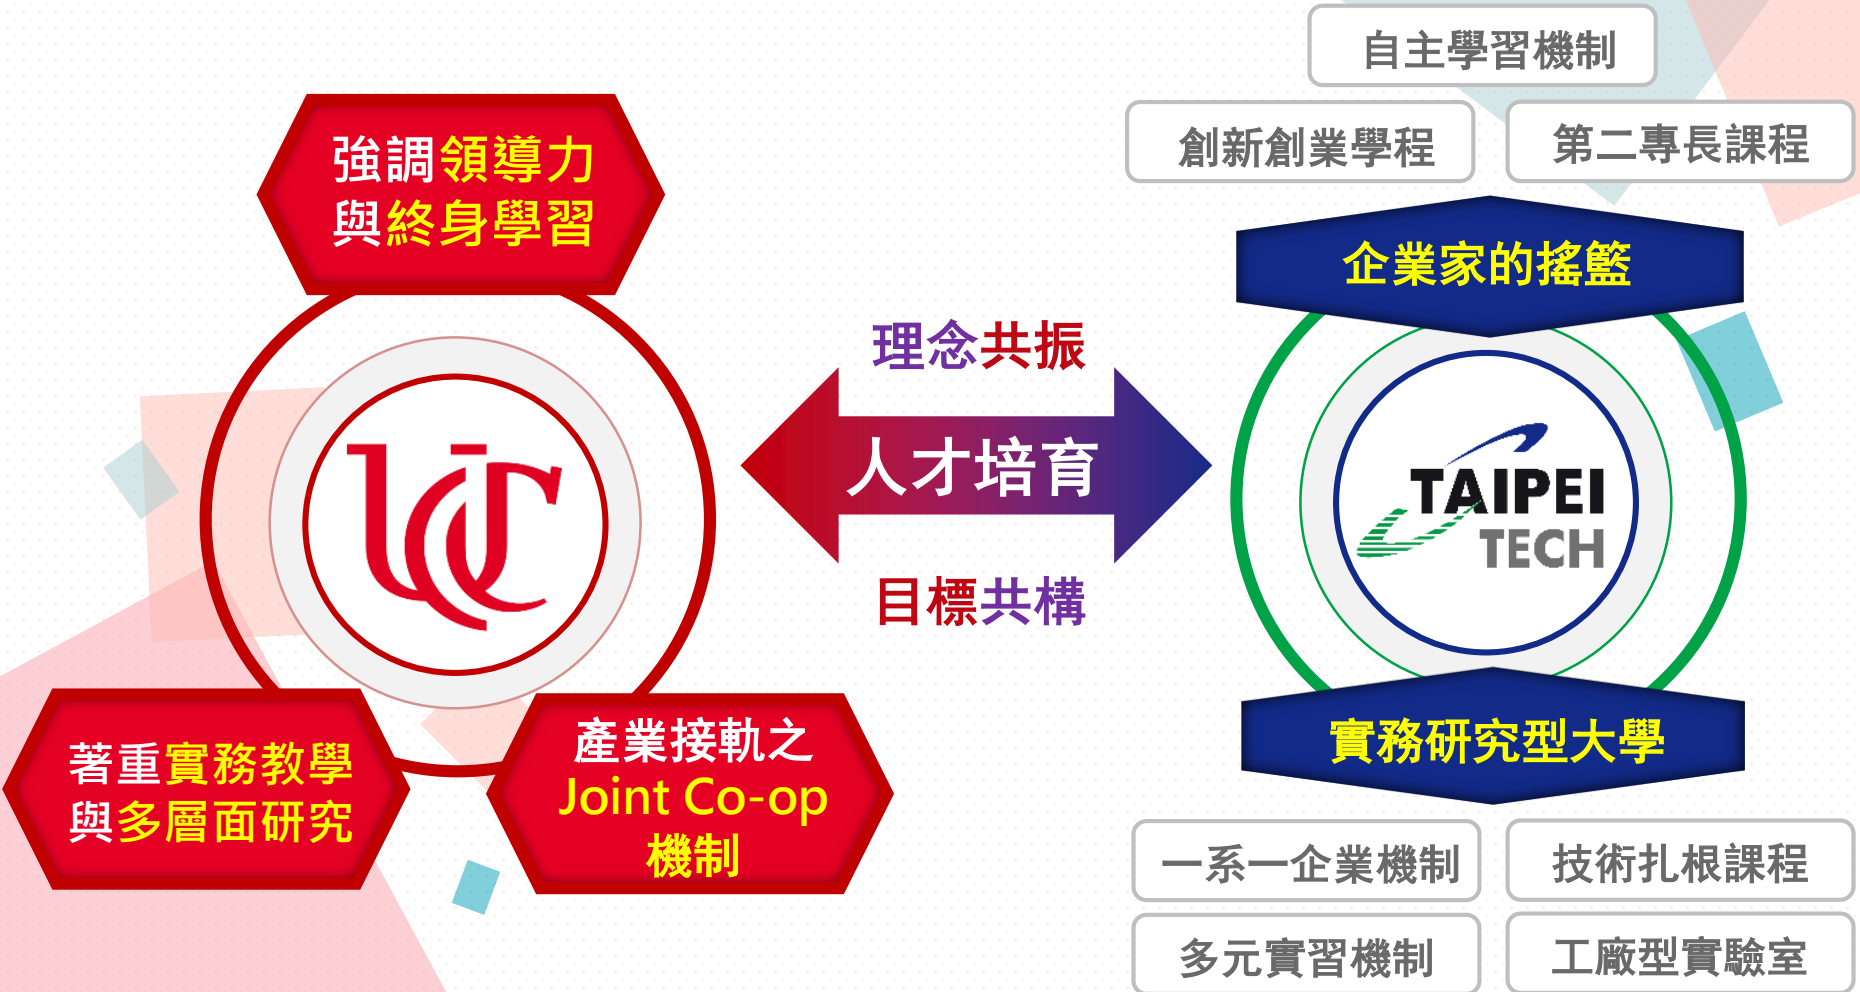 強調領導力
與終身學習
UC
著重實務教學
與多層面研究
產業接軌之
Joint Co-op
機制
理念共振
人才培育
目標共構
自主學習機制
創新創業學程
第二專長課程
企業家的搖籃
TAIPEI
TECH
實務研究型大學
一系一企業機制
技術扎根課程
多元實習機制
工廠型實驗室